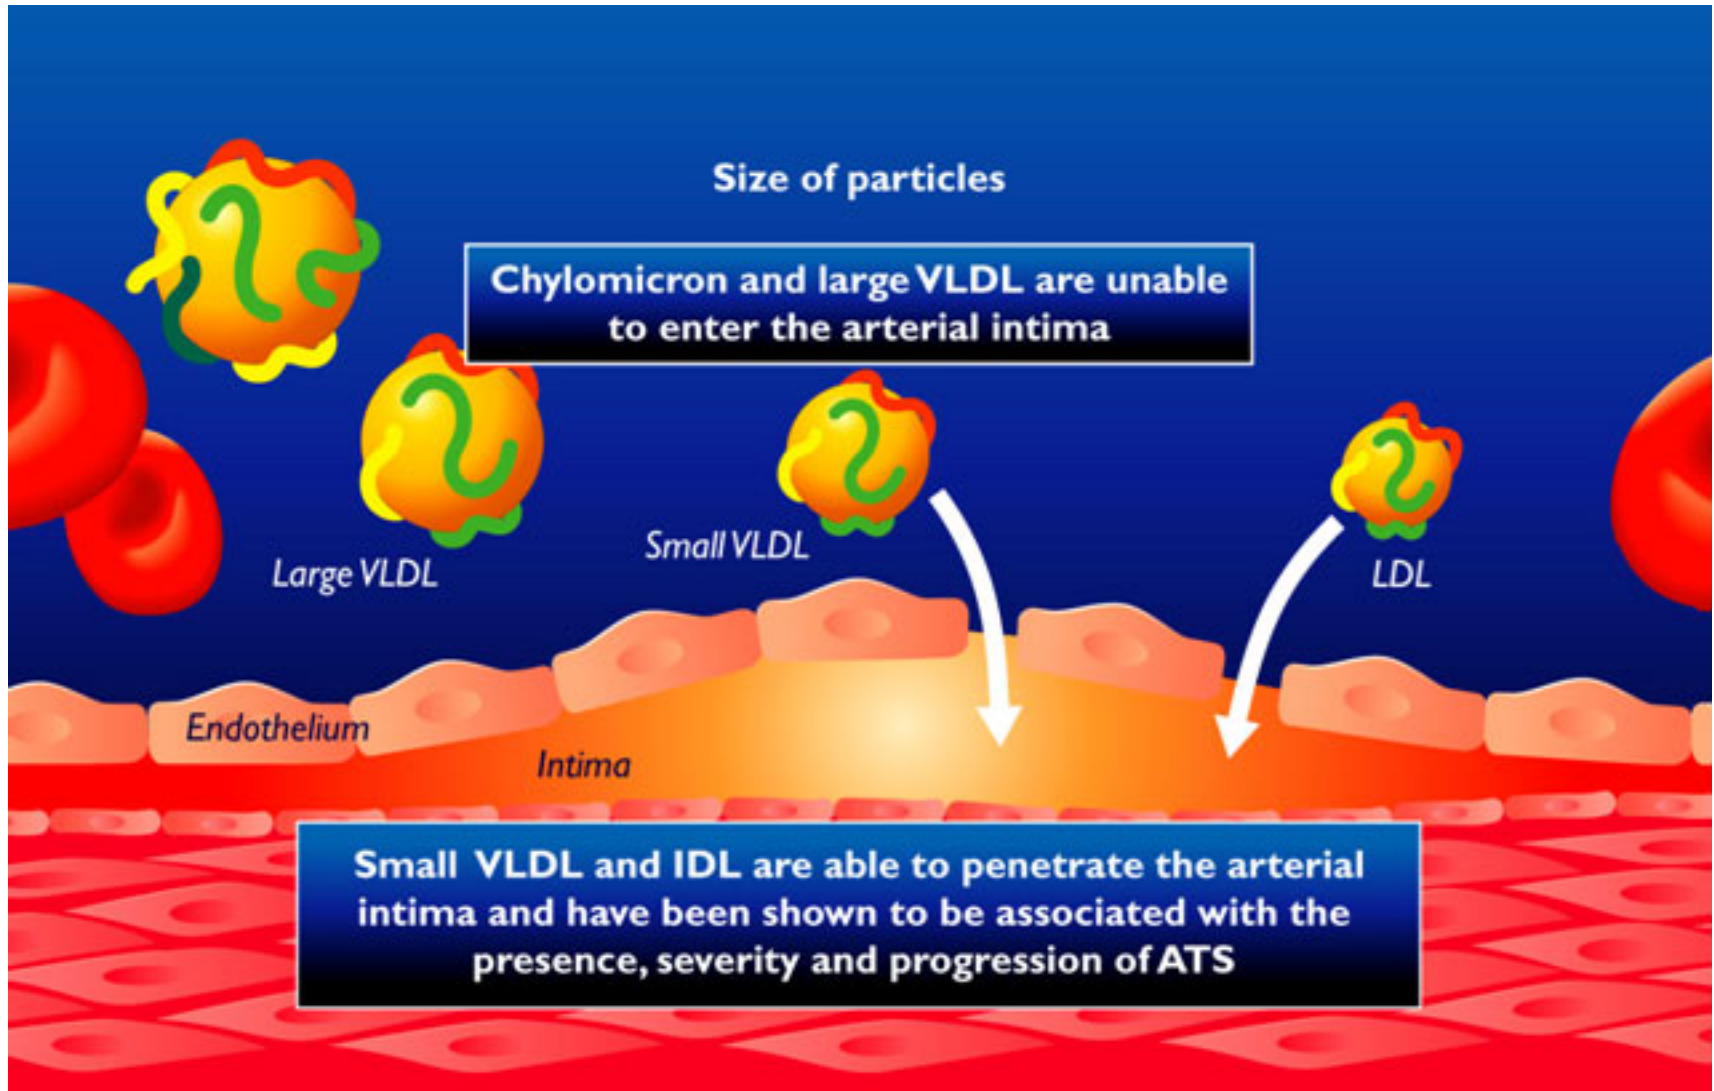 Size of particles
Chylomicron and large VLDL are unable
to enter the arterial intima
Large VLDL
Small VLDL
LDL
Endothelium
Intima
Small VLDL and IDL are able to penetrate the arterial
intima and have been shown to be associated with the
presence, severity and progression of ATS